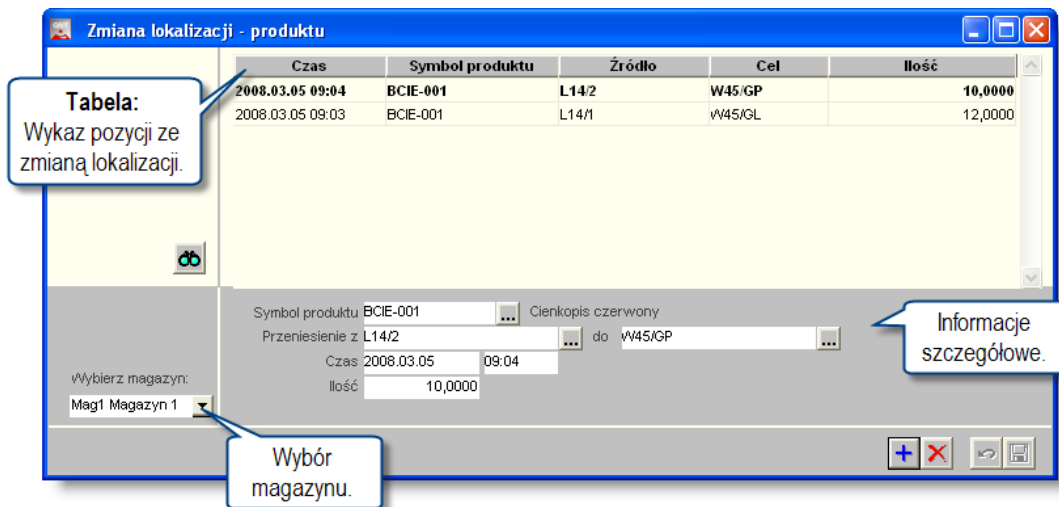 Zmiana lokalizacji - produktu
Czas Symbol produktu Źródło Cel Ilość
2008.03.05 09:04 BCIE-001 L14/2 W45/GP 10,0000
2008.03.05 09:03 BCIE-001 L14/1 W45/GL 12,0000
Tabela:
Wykaz pozycji ze
zmianą lokalizacji.
Symbol produktu BCIE-001 ... Cienkopis czerwony
Przeniesienie z L14/2 ... do W45/GP ...
Czas 2008.03.05 09:04
Ilość 10,0000
Informacje
szczegółowe.
Wybierz magazyn:
Mag1 Magazyn 1
Wybór
magazynu.